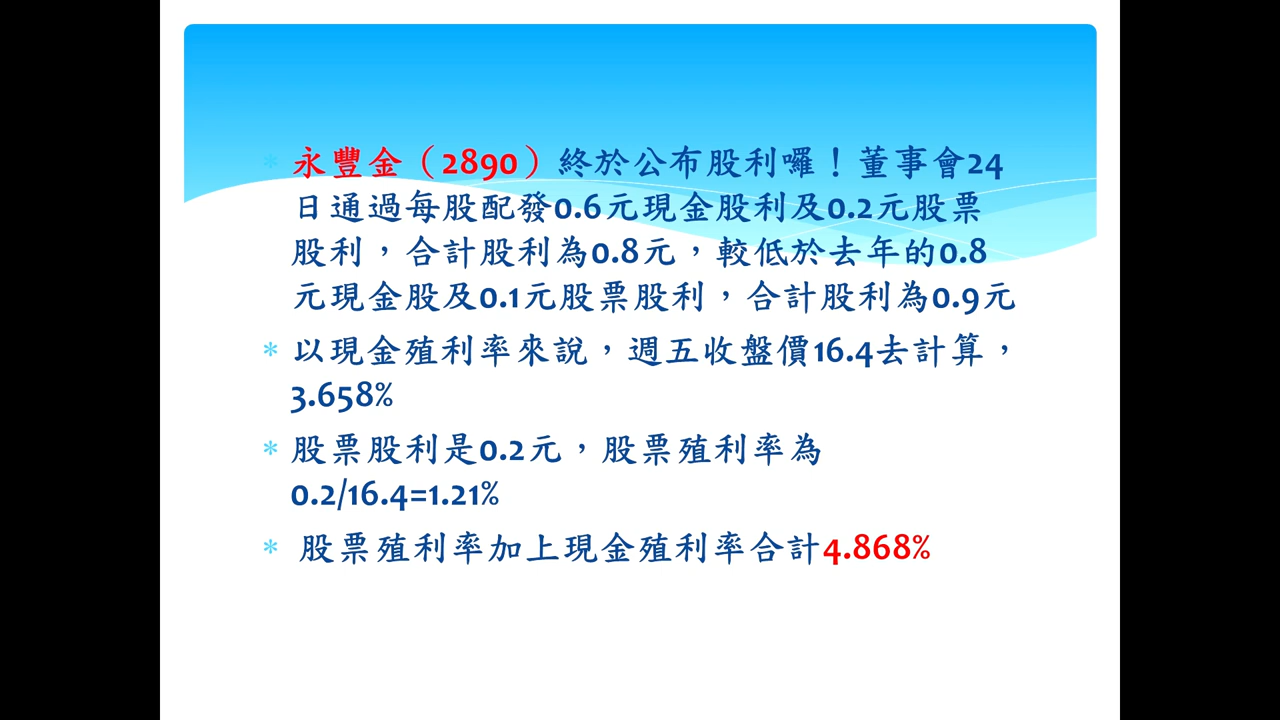 * 永豐金（2890）終於公布股利囉！董事會24
日通過每股配發0.6元現金股利及0.2元股票
股利，合計股利為0.8元，較低於去年的0.8
元現金股及0.1元股票股利，合計股利為0.9元
* 以現金殖利率來說，週五收盤價16.4去計算，
3.658%
* 股票股利是0.2元，股票殖利率為
0.2/16.4=1.21%
* 股票殖利率加上現金殖利率合計4.868%